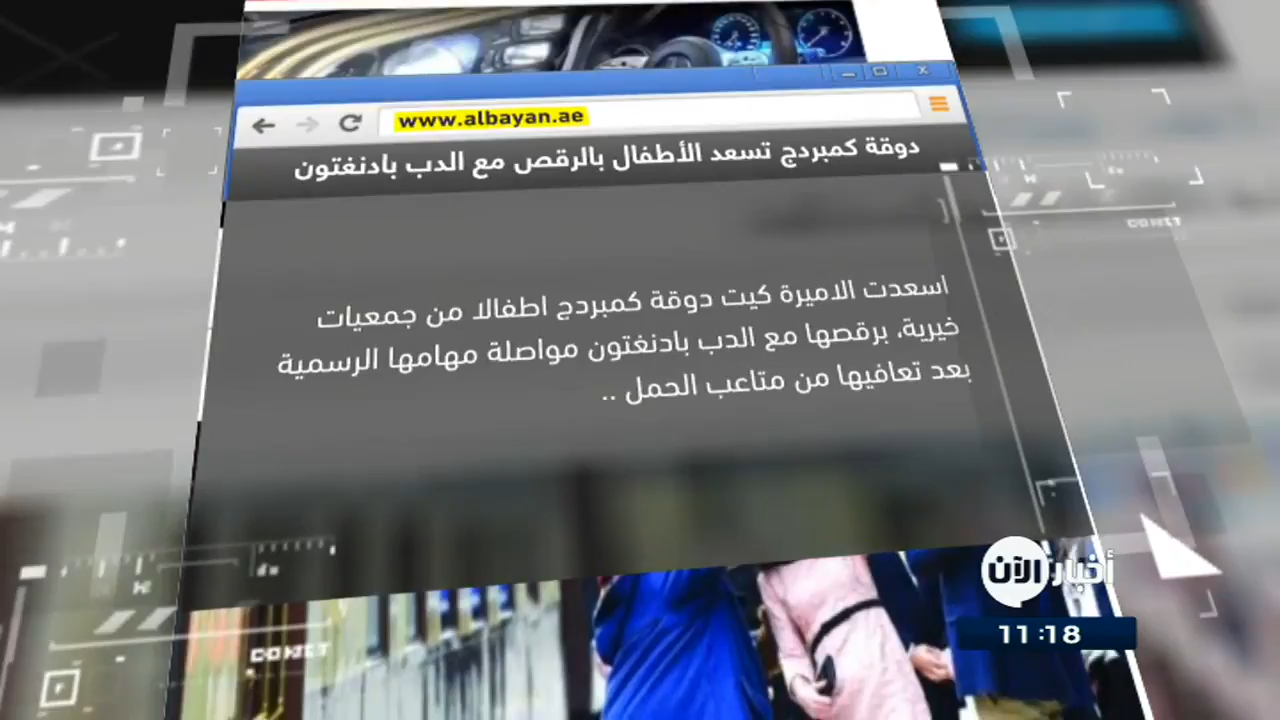 www.albayan.ae
دوقة كمبردج تسعد الأطفال بالرقص مع الدب بادنغتون
اسعدت الاميرة كيت دوقة كمبردج اطفالا من جمعيات
خيرية، برقصها مع الدب بادنغتون مواصلة مهامها الرسمية
بعد تعافيها من متاعب الحمل ..
أخبار الآن
11:18